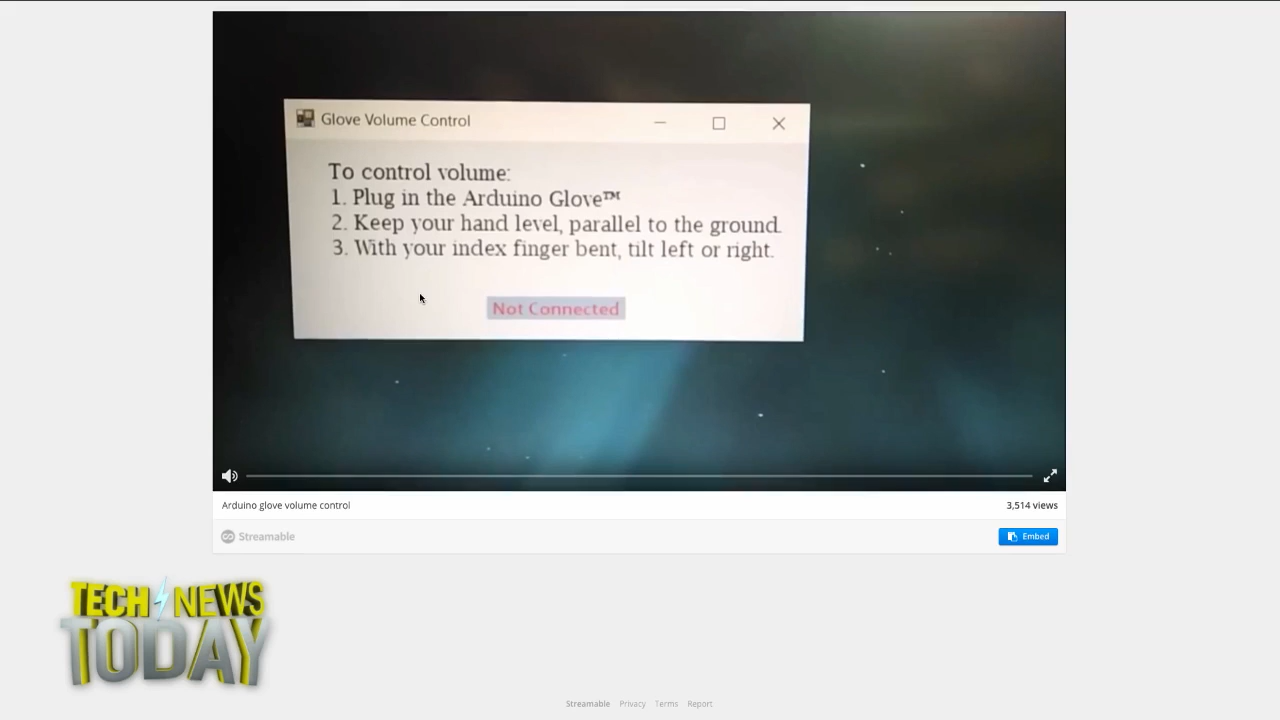 Glove Volume Control
To control volume:
1. Plug in the Arduino Glove™
2. Keep your hand level, parallel to the ground.
3. With your index finger bent, tilt left or right.
Not Connected
Arduino glove volume control
3,514 views
Streamable
Embed
TECH NEWS
TODAY
Streamable Privacy Terms Report